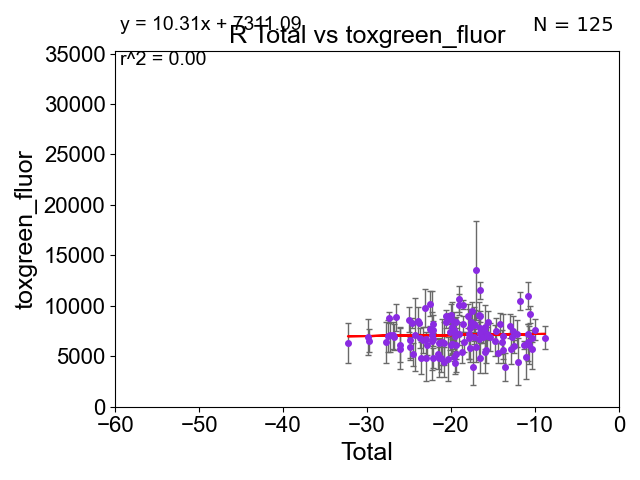 y = 10.31x + 7311.09
R Total vs toxgreen_fluor
N = 125
r^2 = 0.00
35000
30000
25000
20000
15000
10000
5000
0
toxgreen_fluor
−60 −50 −40 −30 −20 −10 0
Total